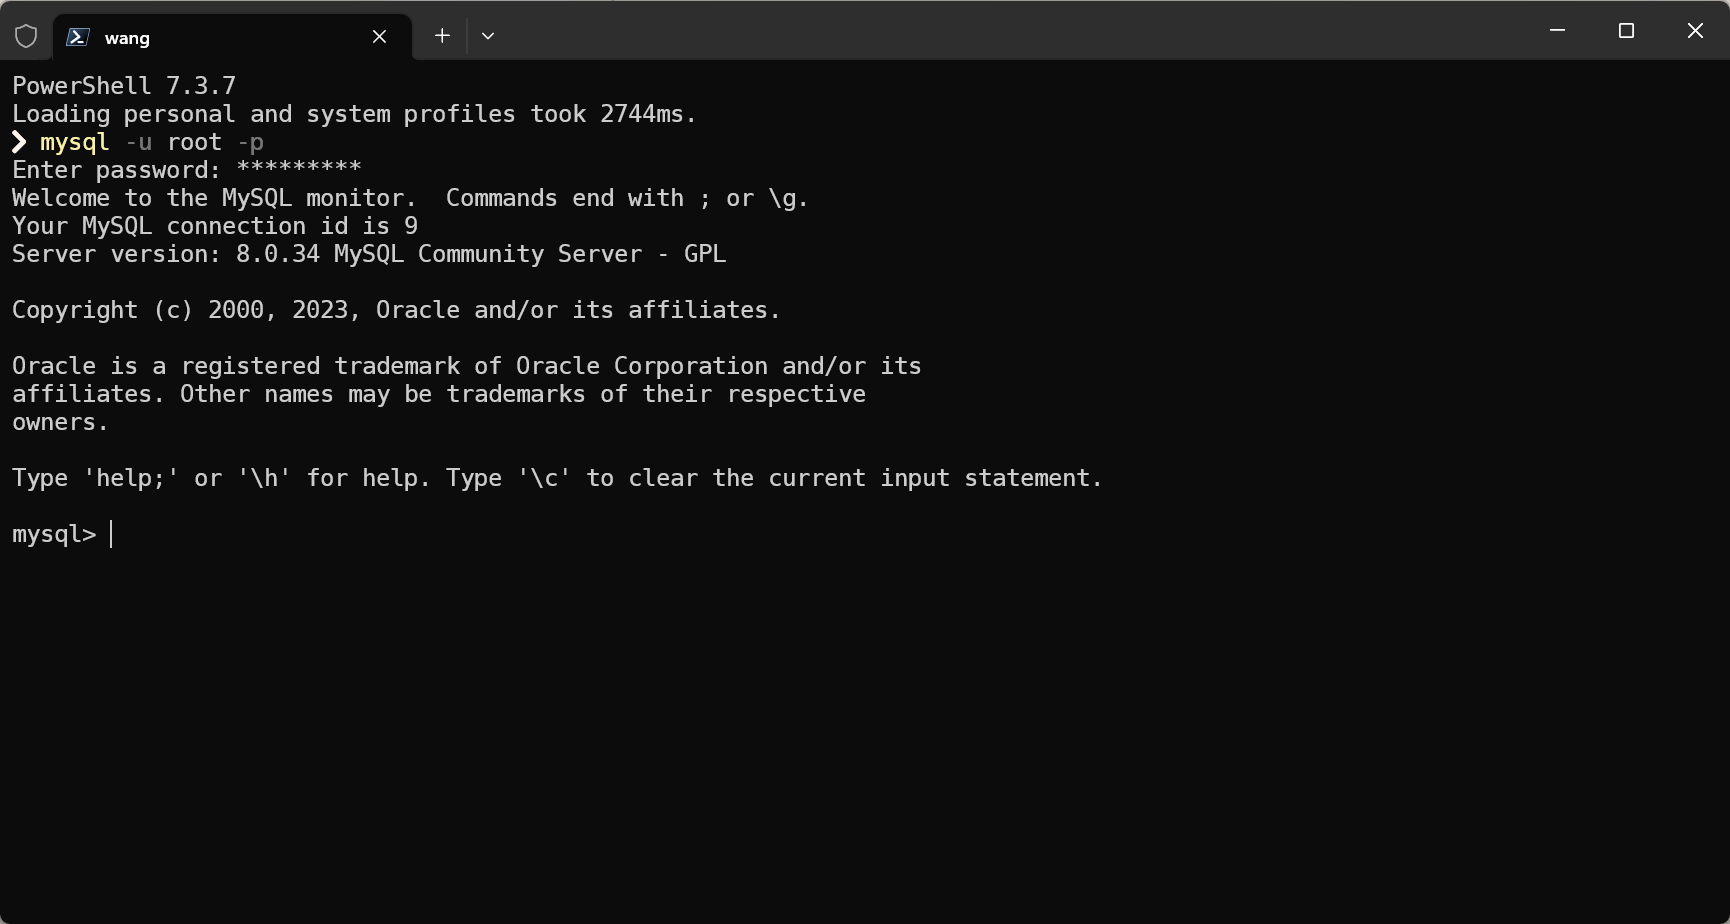 wang
PowerShell 7.3.7
Loading personal and system profiles took 2744ms.
❯ mysql -u root -p
Enter password: *********
Welcome to the MySQL monitor.  Commands end with ; or \g.
Your MySQL connection id is 9
Server version: 8.0.34 MySQL Community Server - GPL
Copyright (c) 2000, 2023, Oracle and/or its affiliates.
Oracle is a registered trademark of Oracle Corporation and/or its
affiliates. Other names may be trademarks of their respective
owners.
Type 'help;' or '\h' for help. Type '\c' to clear the current input statement.
mysql>